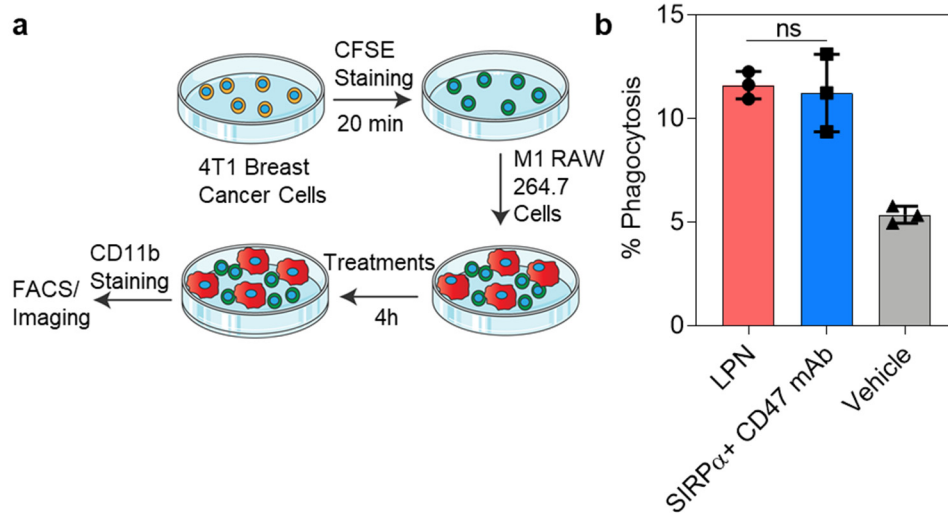 a
CFSE
Staining
20 min
4T1 Breast
Cancer Cells
M1 RAW
264.7
Cells
Treatments
4h
CD11b
Staining
FACS/
Imaging
b
ns
% Phagocytosis
15
10
5
0
LPN
SIRPα+ CD47 mAb
Vehicle